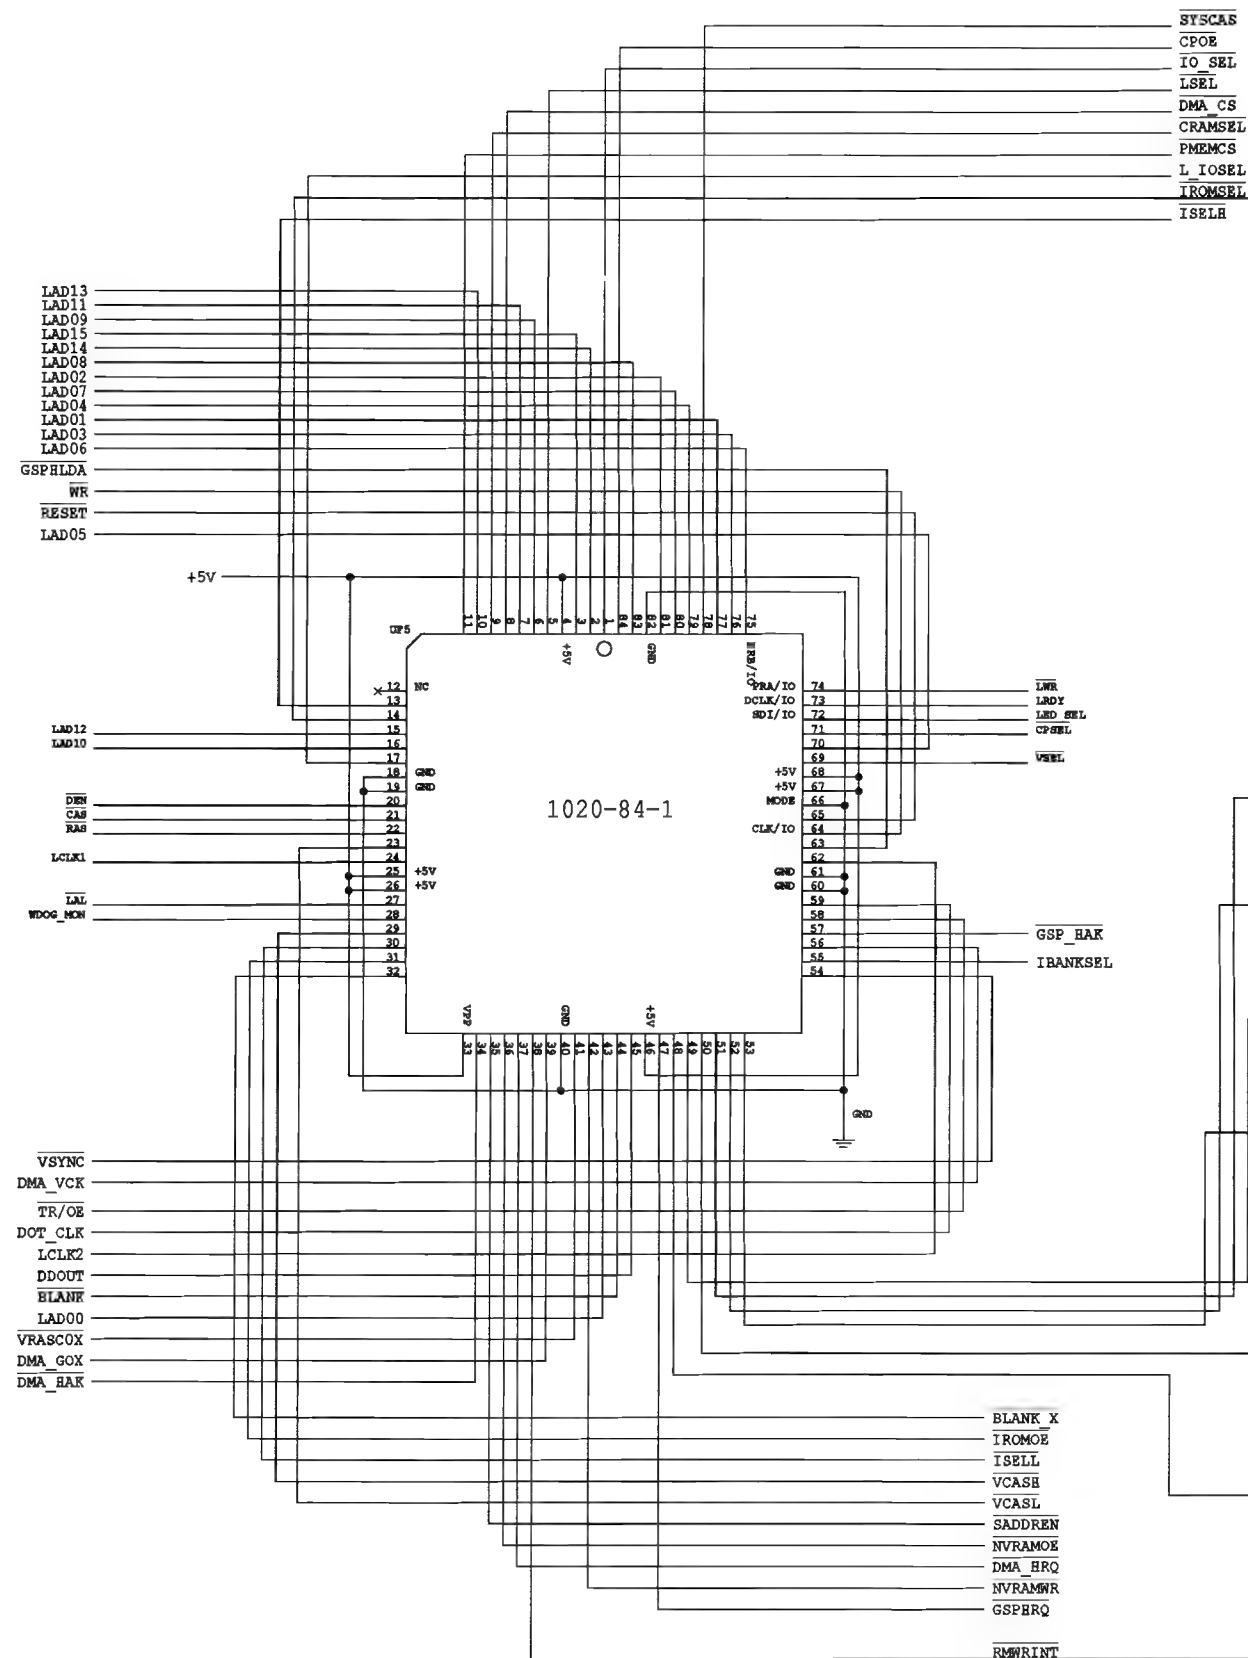 SYSCAS
CPOE
IO_SEL
LSEL
DMA_CS
CRAMSEL
PMEMCS
L_IOSEL
IROMSEL
ISELH
LAD13
LAD11
LAD09
LAD15
LAD14
LAD08
LAD02
LAD07
LAD04
LAD01
LAD03
LAD06
GSPHLDA
WR
RESET
LAD05
+5V
11 10 9 8 7 6 5 4 3 2 1 84 83 82 81 80 79 78 77 76 75
UF5
+5V
GND
PRB/IO
12 NC
13
14
LAD12 15
LAD10 16
17
18 GND
19 GND
DEN 20
CAS 21
RAS 22
23
LCLK1 24
25 +5V
26 +5V
LAL 27
WDOG_MON 28
29
30
31
32
1020-84-1
PRA/IO 74 LWR
DCLK/IO 73 LRDY
SDI/IO 72 LED_SEL
71 CPSEL
70
69 VSEL
+5V 68
+5V 67
MODE 66
65
CLK/IO 64
63
62
GND 61
GND 60
59
58
57 GSP_HAK
56
55 IBANKSEL
54
VPP
GND
+5V
33 34 35 36 37 38 39 40 41 42 43 44 45 46 47 48 49 50 51 52 53
GND
VSYNC
DMA_VCK
TR/OE
DOT_CLK
LCLK2
DDOUT
BLANK
LAD00
VRASC0X
DMA_GOX
DMA_HAK
BLANK_X
IROMOE
ISELL
VCASH
VCASL
SADDREN
NVRAMOE
DMA_HRQ
NVRAMWR
GSPHRQ
RMWRINT